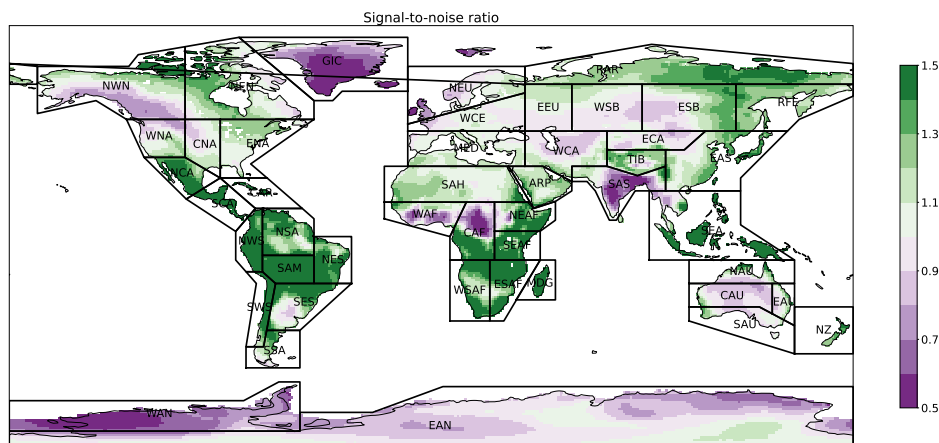 Signal-to-noise ratio
GIC
RAR
NWN
NEN
NEU
EEU
WSB
ESB
RFE
WCE
WNA
CNA
ENA
MED
WCA
ECA
TIB
EAS
NCA
CAR
SCA
SAH
ARP
SAS
WAF
CAF
NEAF
NWS
NSA
SEAF
SEA
NES
SAM
WSAF
ESAF
MDG
SWS
SES
NAU
CAU
EAU
SAU
NZ
SSA
WAN
EAN
1.5
1.3
1.1
0.9
0.7
0.5